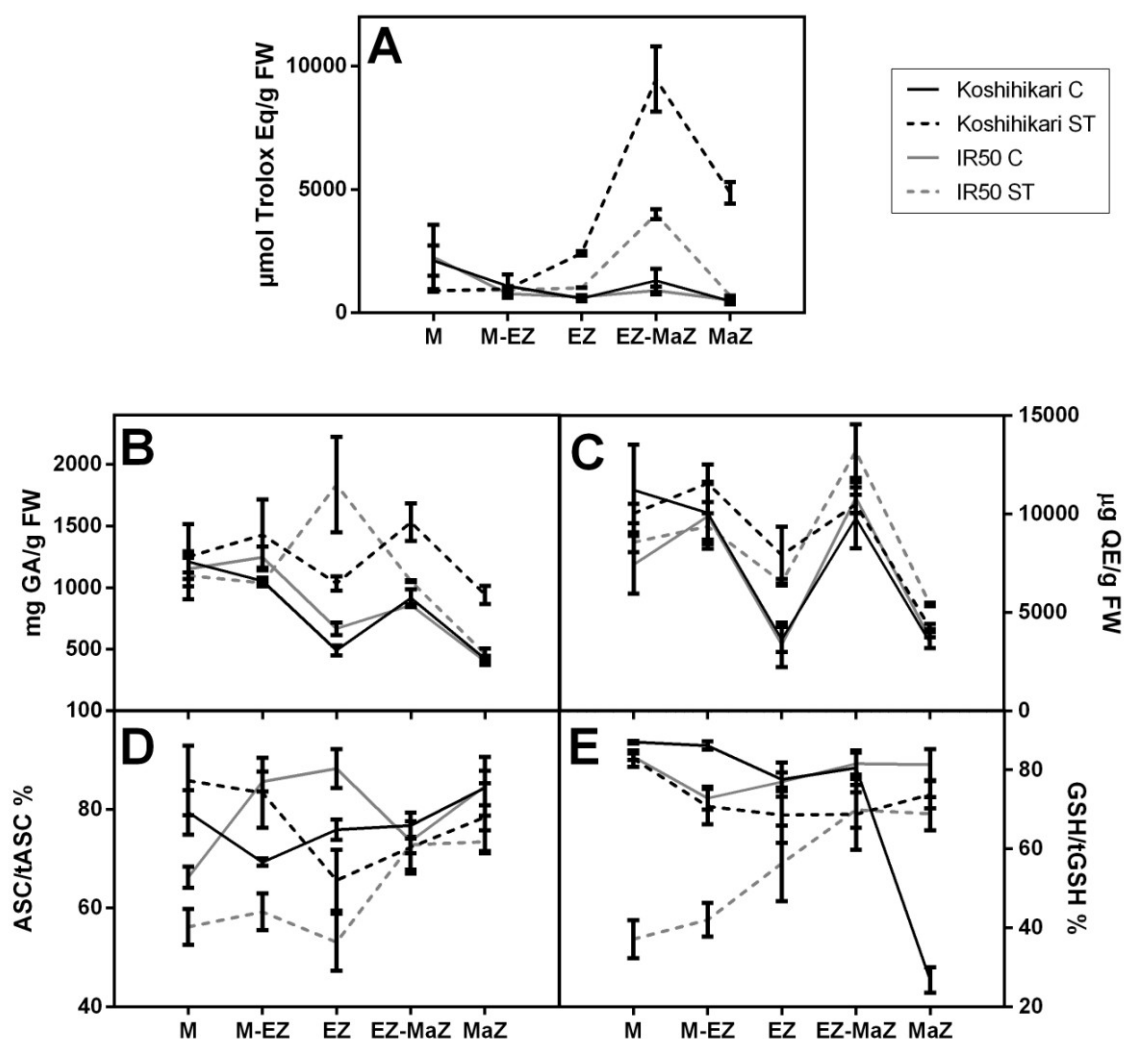 A
µmol Trolox Eq/g FW
10000
5000
0
M M-EZ EZ EZ-MaZ MaZ
Koshihikari C
Koshihikari ST
IR50 C
IR50 ST
B
mg GA/g FW
2000
1500
1000
500
100
C
µg QE/g FW
15000
10000
5000
0
D
ASC/tASC %
80
60
40
M M-EZ EZ EZ-MaZ MaZ
E
GSH/tGSH %
80
60
40
20
M M-EZ EZ EZ-MaZ MaZ